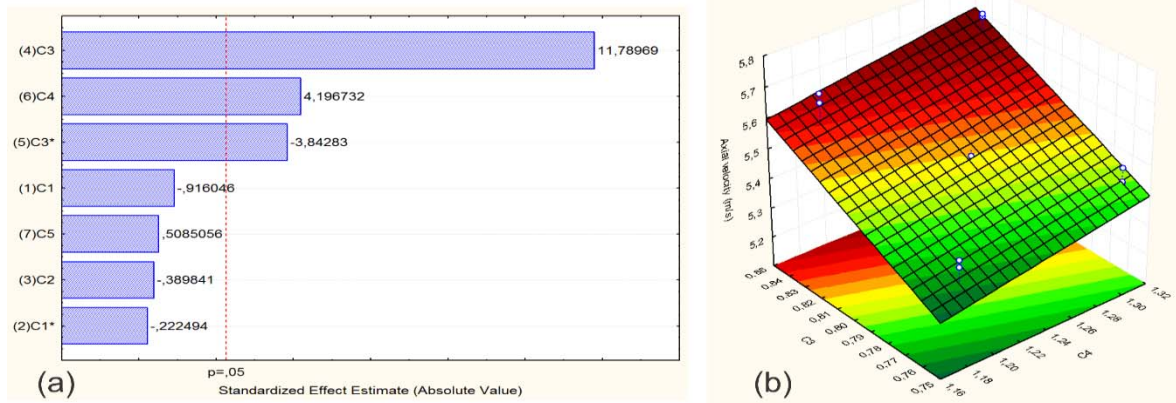 (4)C3
11,78969
(6)C4
4,196732
(5)C3*
-3,84283
(1)C1
-,916046
(7)C5
,5085056
(3)C2
-,389841
(2)C1*
-,222494
p=,05
Standardized Effect Estimate (Absolute Value)
(a)
5,8
5,7
5,6
5,5
5,4
5,3
5,2
Axial velocity (m/s)
0,85
0,84
0,83
0,82
0,81
0,80
0,79
0,78
0,77
0,76
0,75
C3
1,32
1,30
1,28
1,26
1,24
1,22
1,20
1,18
1,16
C4
(b)